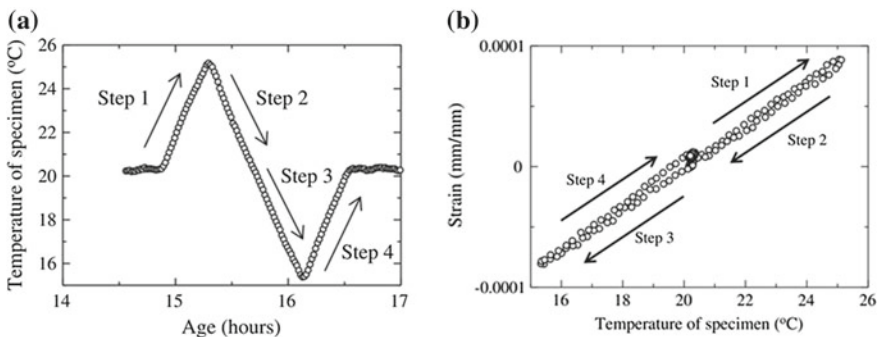 (a)
Temperature of specimen (ºC)
26
24
22
20
18
16
Step 1
Step 2
Step 3
Step 4
14
15
16
17
Age (hours)
(b)
Strain (mm/mm)
0.0001
0
-0.0001
Step 1
Step 2
Step 4
Step 3
16
18
20
22
24
Temperature of specimen (ºC)